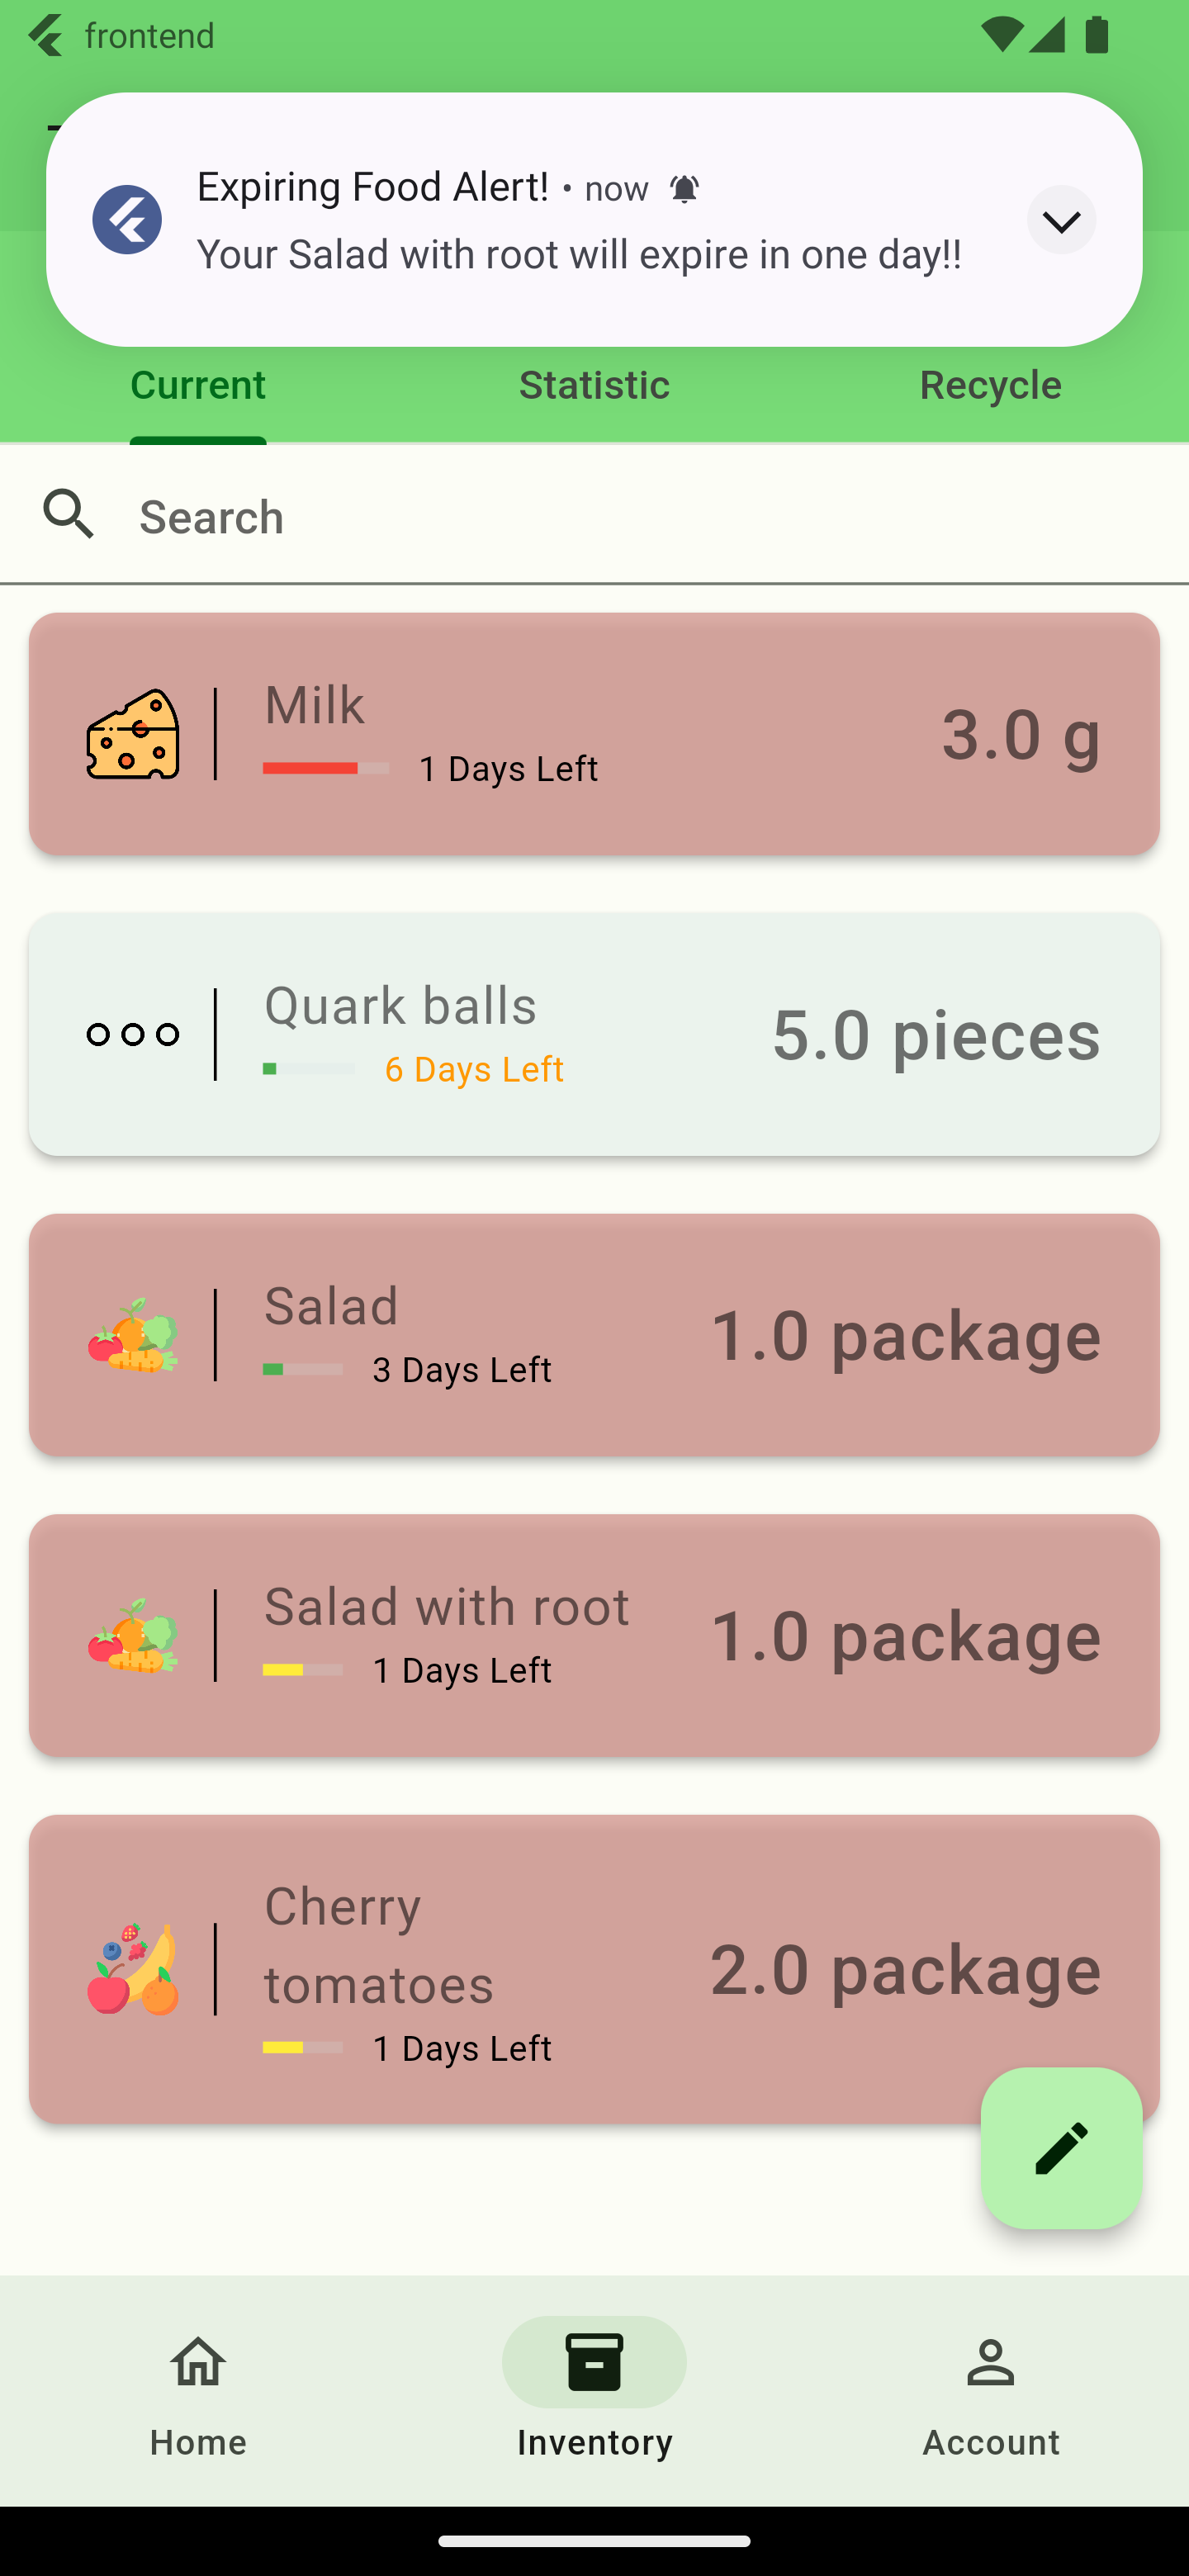 frontend
Expiring Food Alert! • now
Your Salad with root will expire in one day!!
Current Statistic Recycle
Search
Milk
1 Days Left
3.0 g
Quark balls
6 Days Left
5.0 pieces
Salad
3 Days Left
1.0 package
Salad with root
1 Days Left
1.0 package
Cherry
tomatoes
1 Days Left
2.0 package
Home Inventory Account